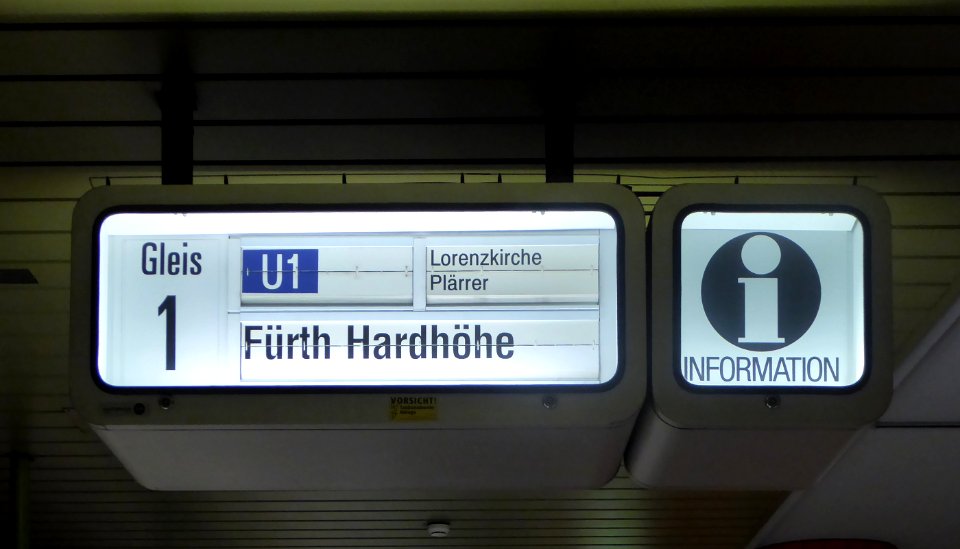 Gleis
1
U1
Lorenzkirche
Plärrer
Fürth Hardhöhe
i
INFORMATION
VORSICHT!